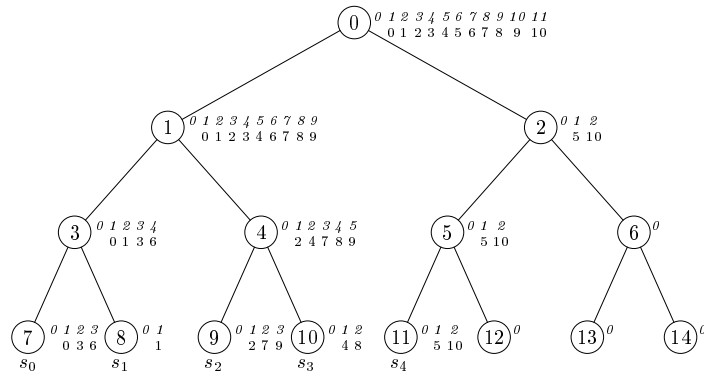 0 0 1 2 3 4 5 6 7 8 9 10 11
0 1 2 3 4 5 6 7 8 9 10
1 0 1 2 3 4 5 6 7 8 9 2 0 1 2
0 1 2 3 4 6 7 8 9 5 10
3 0 1 2 3 4 4 0 1 2 3 4 5 5 0 1 2 6 0
0 1 3 6 2 4 7 8 9 5 10
7 0 1 2 3 8 0 1 9 0 1 2 3 10 0 1 2 11 0 1 2 12 0 13 0 14 0
0 3 6 1 2 7 9 4 8 5 10
s0 s1 s2 s3 s4